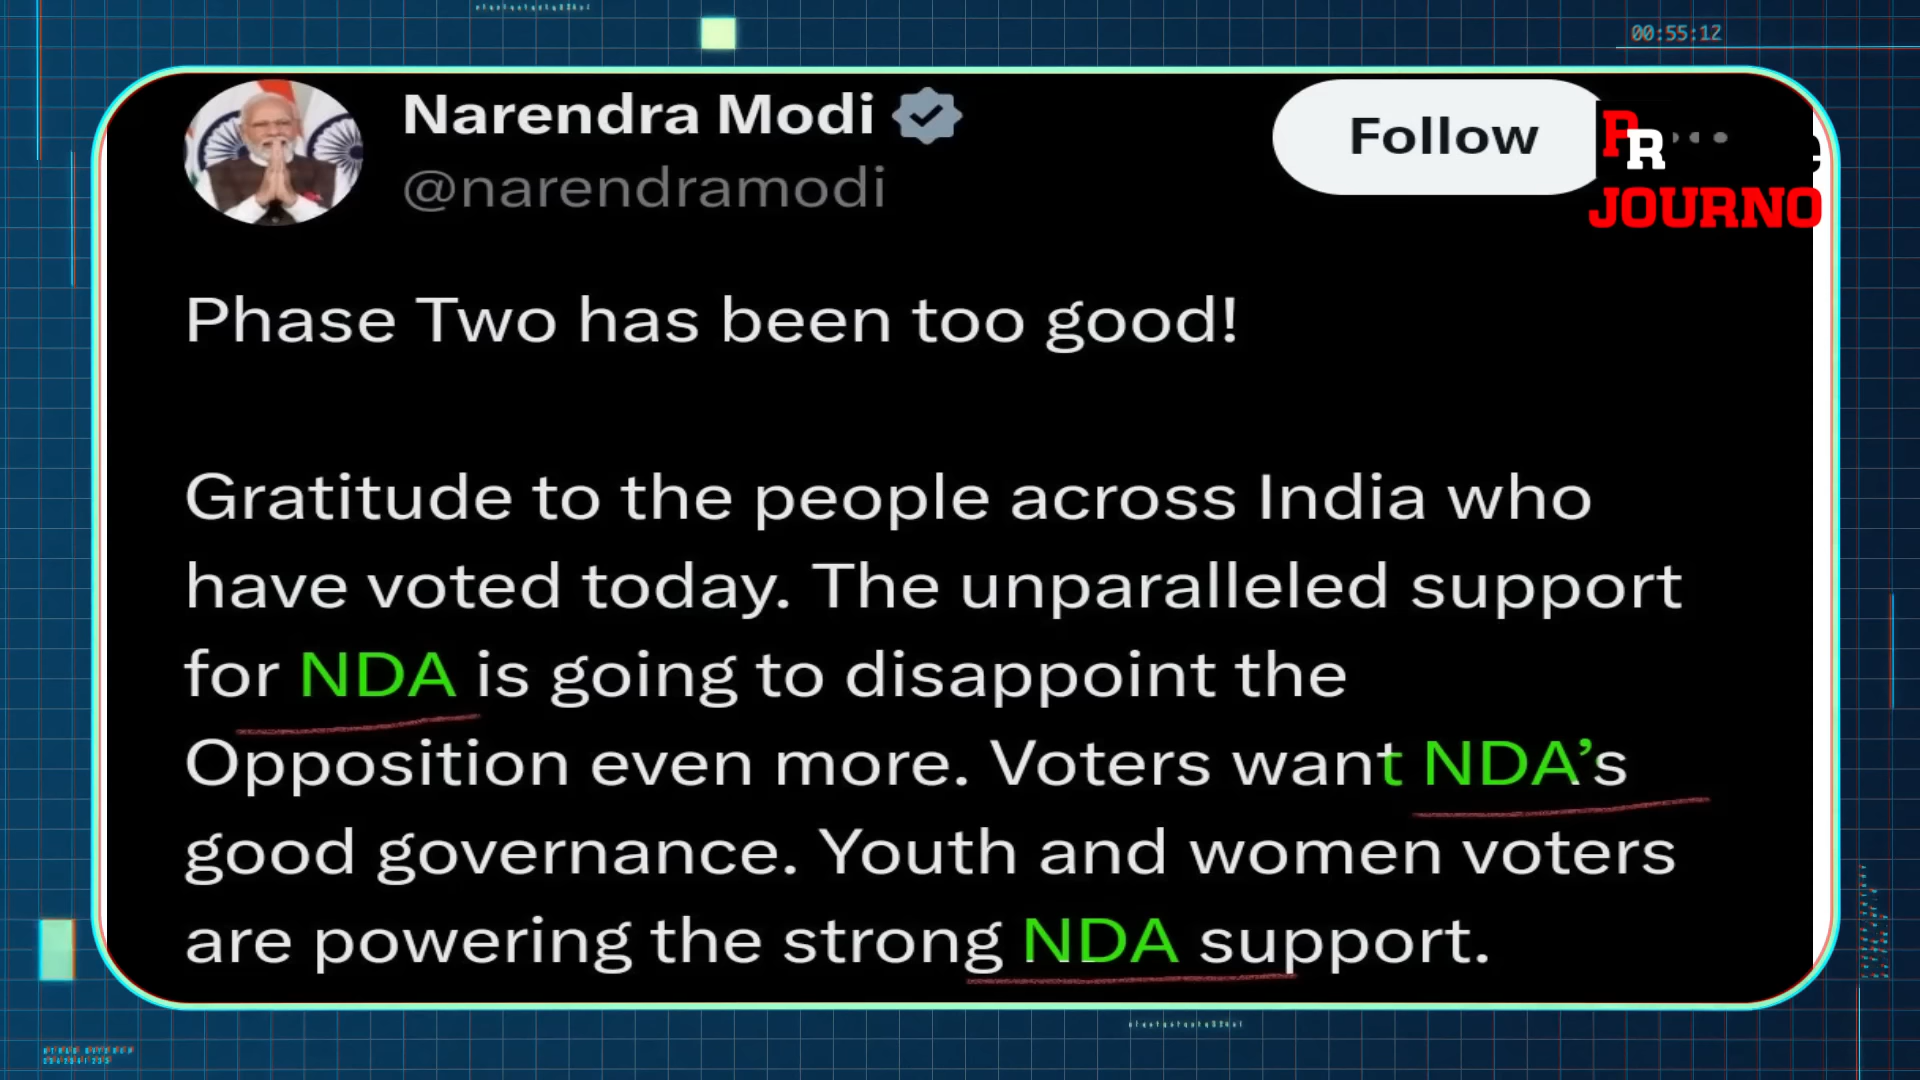 00:55:12
Narendra Modi
@narendramodi
Follow
PR
JOURNO
Phase Two has been too good!
Gratitude to the people across India who
have voted today. The unparalleled support
for NDA is going to disappoint the
Opposition even more. Voters want NDA’s
good governance. Youth and women voters
are powering the strong NDA support.